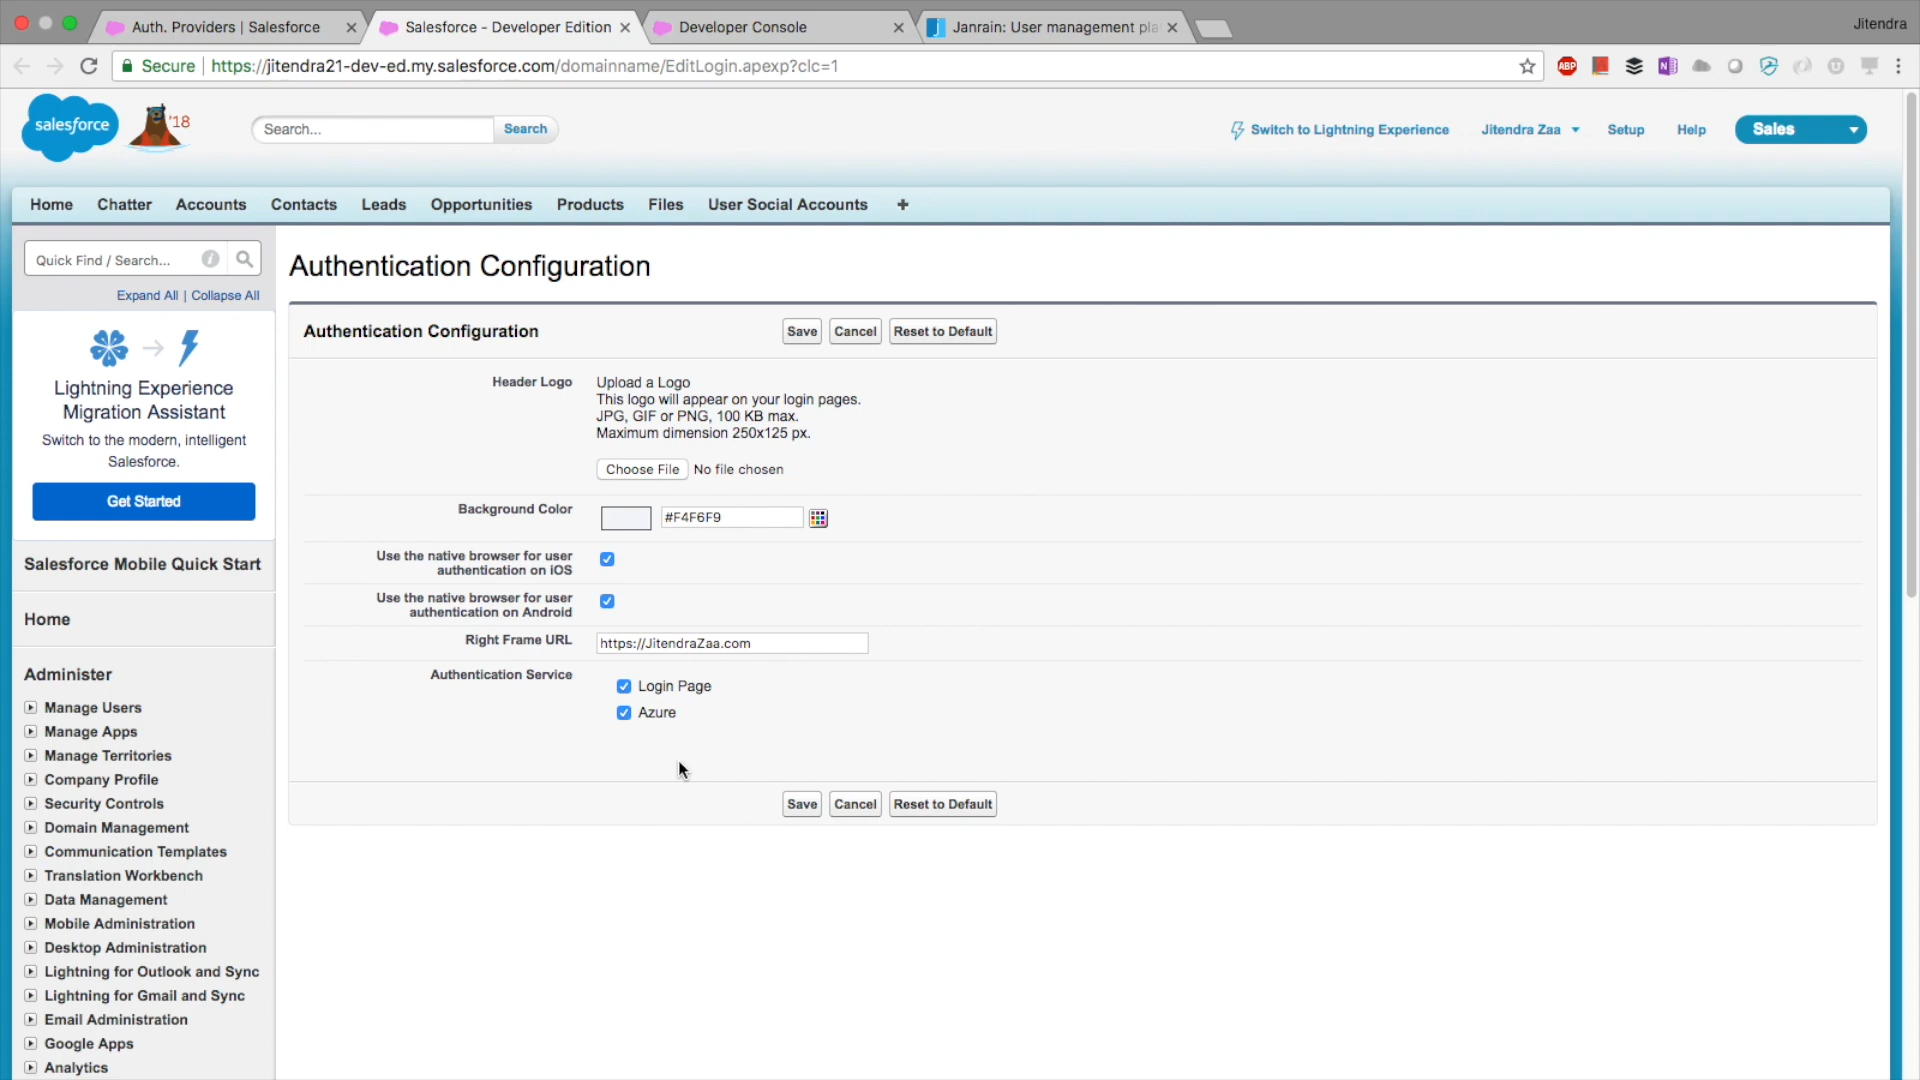 Auth. Providers | Salesforce
Salesforce - Developer Edition
Developer Console
Janrain: User management pla
Jitendra
Secure
https://jitendra21-dev-ed.my.salesforce.com/domainname/EditLogin.apexp?clc=1
ABP
salesforce
'18
Search...
Search
Switch to Lightning Experience
Jitendra Zaa
Setup
Help
Sales
Home
Chatter
Accounts
Contacts
Leads
Opportunities
Products
Files
User Social Accounts
+
Quick Find / Search...
Expand All | Collapse All
Lightning Experience
Migration Assistant
Switch to the modern, intelligent
Salesforce.
Get Started
Salesforce Mobile Quick Start
Home
Administer
Manage Users
Manage Apps
Manage Territories
Company Profile
Security Controls
Domain Management
Communication Templates
Translation Workbench
Data Management
Mobile Administration
Desktop Administration
Lightning for Outlook and Sync
Lightning for Gmail and Sync
Email Administration
Google Apps
Analytics
Authentication Configuration
Authentication Configuration
Save
Cancel
Reset to Default
Header Logo
Upload a Logo
This logo will appear on your login pages.
JPG, GIF or PNG, 100 KB max.
Maximum dimension 250x125 px.
Choose File
No file chosen
Background Color
#F4F6F9
Use the native browser for user
authentication on iOS
Use the native browser for user
authentication on Android
Right Frame URL
https://JitendraZaa.com
Authentication Service
Login Page
Azure
Save
Cancel
Reset to Default